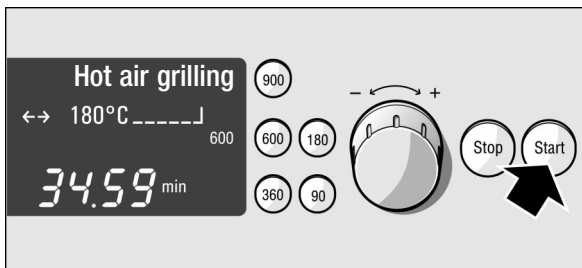 Hot air grilling
↔ 180°C
600
34.59 min
900
600 180
360 90
− +
Stop Start